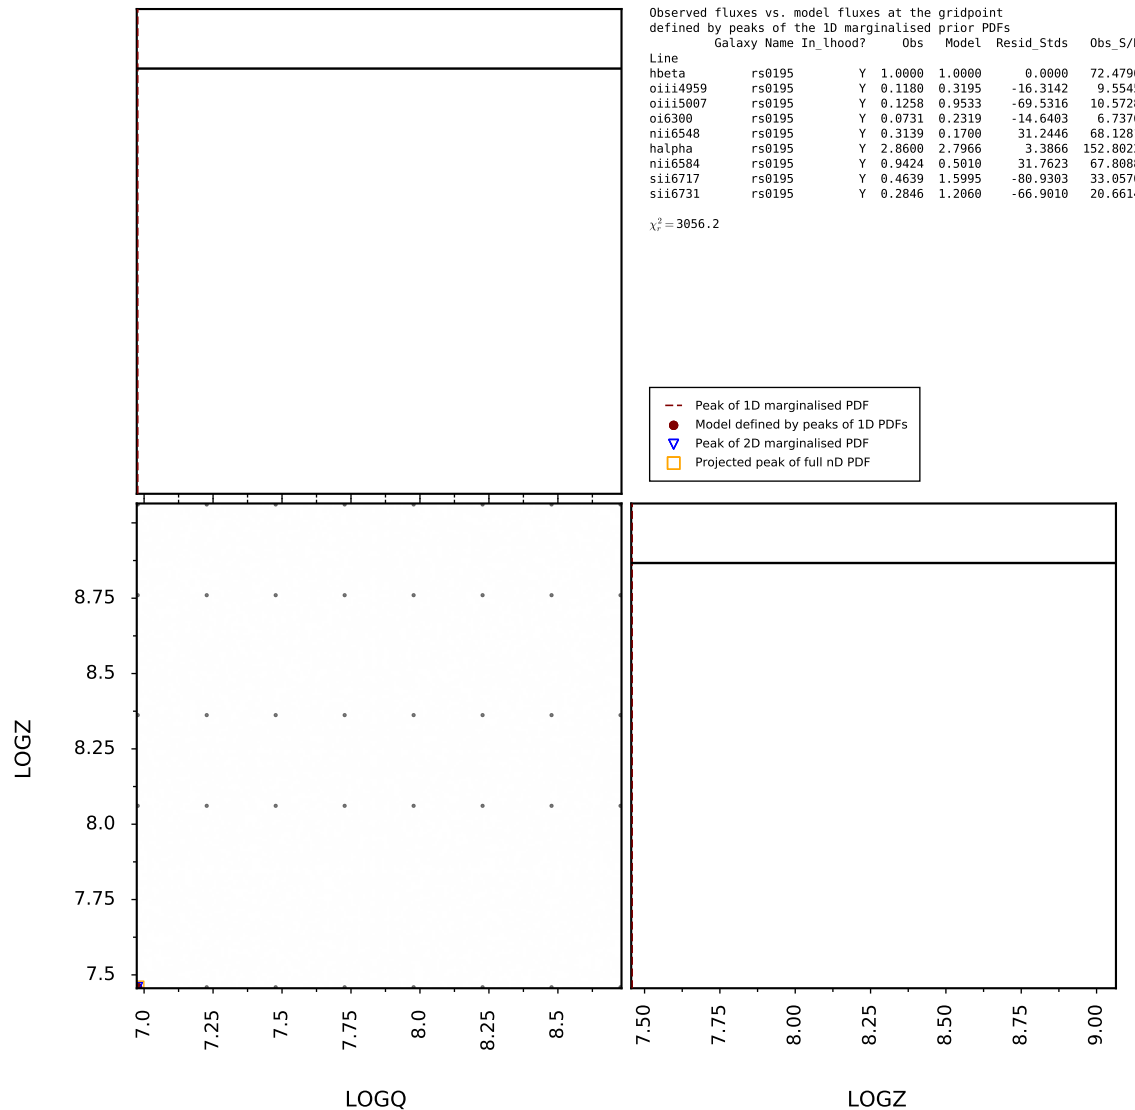 Observed fluxes vs. model fluxes at the gridpoint
defined by peaks of the 1D marginalised prior PDFs
Galaxy Name In_lhood? Obs Model Resid_Stds Obs_S/
Line
hbeta rs0195 Y 1.0000 1.0000 0.0000 72.479
oiii4959 rs0195 Y 0.1180 0.3195 -16.3142 9.554
oiii5007 rs0195 Y 0.1258 0.9533 -69.5316 10.572
oi6300 rs0195 Y 0.0731 0.2319 -14.6403 6.737
nii6548 rs0195 Y 0.3139 0.1700 31.2446 68.128
halpha rs0195 Y 2.8600 2.7966 3.3866 152.802
nii6584 rs0195 Y 0.9424 0.5010 31.7623 67.808
sii6717 rs0195 Y 0.4639 1.5995 -80.9303 33.057
sii6731 rs0195 Y 0.2846 1.2060 -66.9010 20.661
χ²ᵣ = 3056.2
Peak of 1D marginalised PDF
Model defined by peaks of 1D PDFs
Peak of 2D marginalised PDF
Projected peak of full nD PDF
8.75
8.5
8.25
8.0
7.75
7.5
LOGZ
7.0 7.25 7.5 7.75 8.0 8.25 8.5
LOGQ
7.50 7.75 8.00 8.25 8.50 8.75 9.00
LOGZ